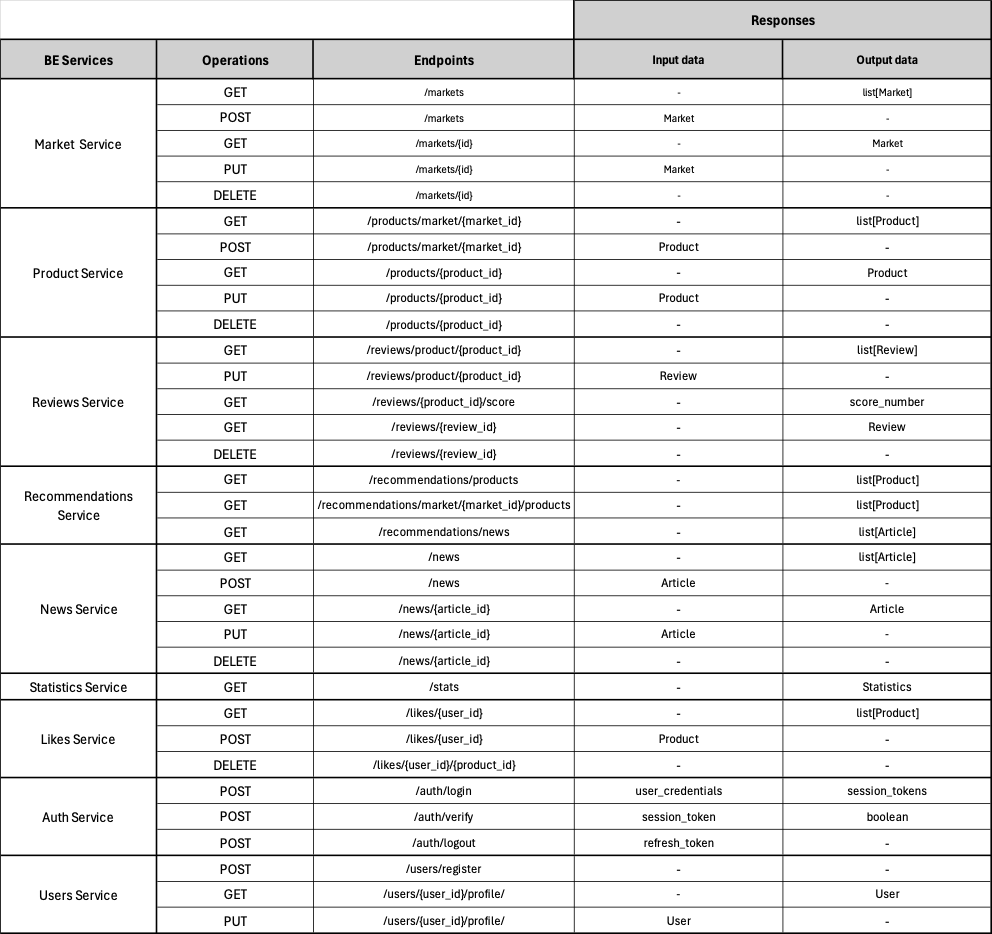 Responses
BE Services Operations Endpoints Input data Output data
Market Service
GET /markets - list[Market]
POST /markets Market -
GET /markets/{id} - Market
PUT /markets/{id} Market -
DELETE /markets/{id} - -
Product Service
GET /products/market/{market_id} - list[Product]
POST /products/market/{market_id} Product -
GET /products/{product_id} - Product
PUT /products/{product_id} Product -
DELETE /products/{product_id} - -
Reviews Service
GET /reviews/product/{product_id} - list[Review]
PUT /reviews/product/{product_id} Review -
GET /reviews/{product_id}/score - score_number
GET /reviews/{review_id} - Review
DELETE /reviews/{review_id} - -
Recommendations
Service
GET /recommendations/products - list[Product]
GET /recommendations/market/{market_id}/products - list[Product]
GET /recommendations/news - list[Article]
News Service
GET /news - list[Article]
POST /news Article -
GET /news/{article_id} - Article
PUT /news/{article_id} Article -
DELETE /news/{article_id} - -
Statistics Service
GET /stats - Statistics
Likes Service
GET /likes/{user_id} - list[Product]
POST /likes/{user_id} Product -
DELETE /likes/{user_id}/{product_id} - -
Auth Service
POST /auth/login user_credentials session_tokens
POST /auth/verify session_token boolean
POST /auth/logout refresh_token -
Users Service
POST /users/register - -
GET /users/{user_id}/profile/ - User
PUT /users/{user_id}/profile/ User -